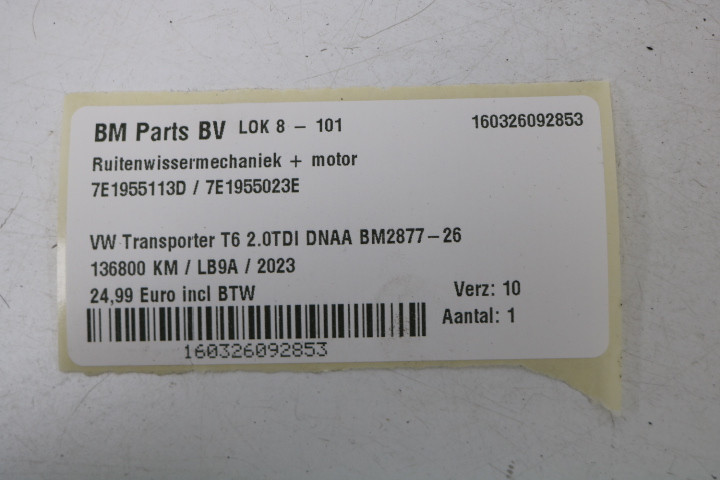 BM Parts BV LOK 8 - 101 160326092853
Ruitenwissermechaniek + motor
7E1955113D / 7E1955023E
VW Transporter T6 2.0TDI DNAA BM2877-26
136800 KM / LB9A / 2023
24,99 Euro incl BTW Verz: 10
Aantal: 1
160326092853